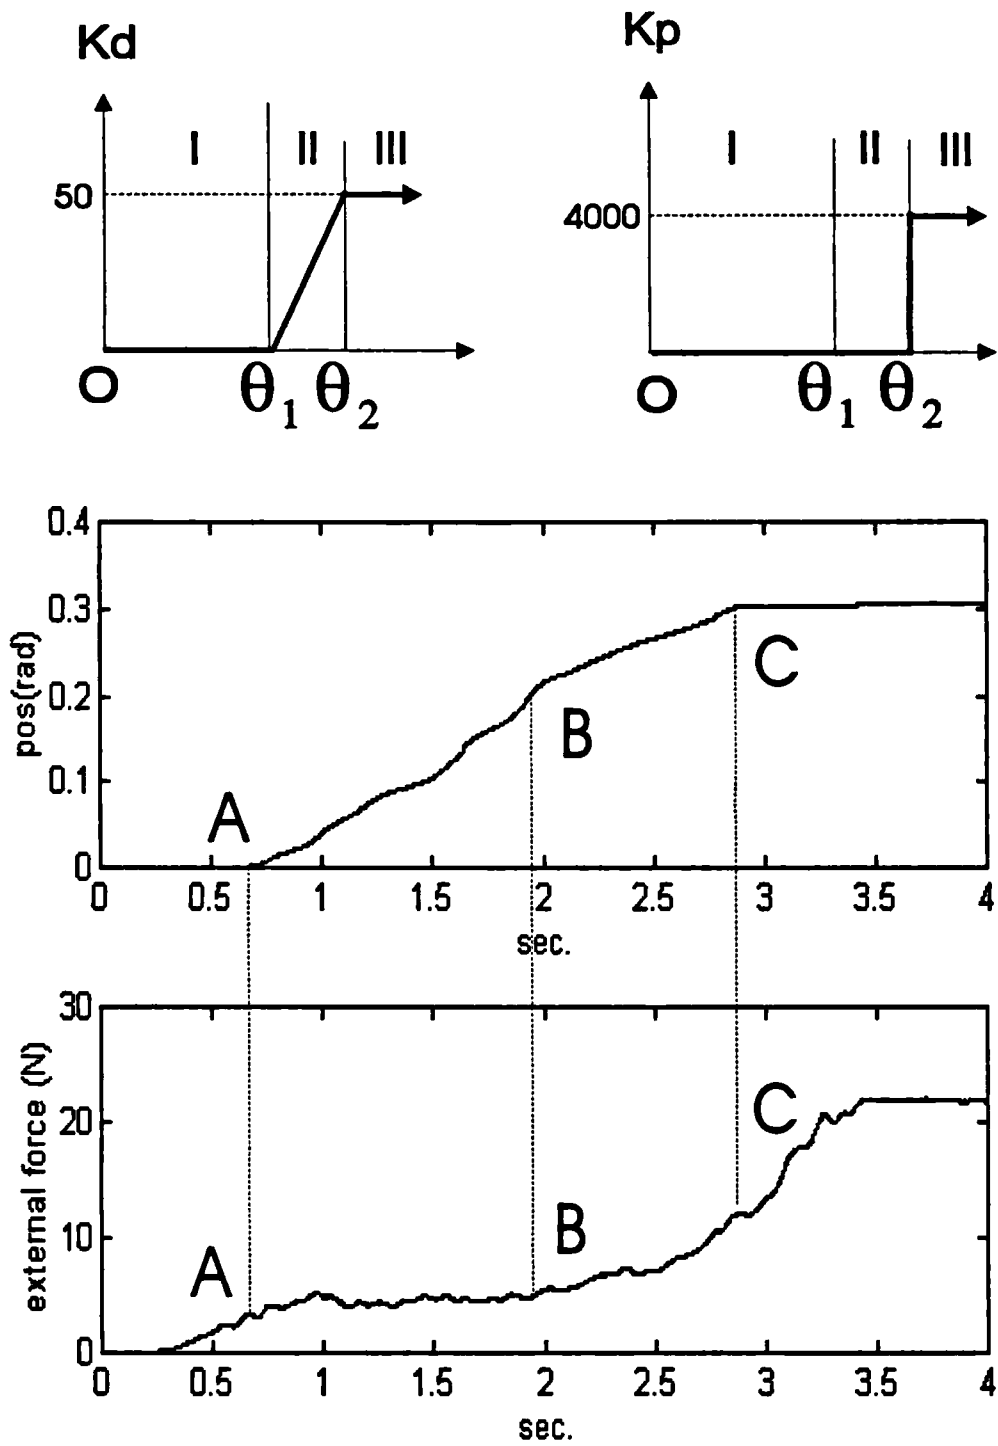 Kd
I II III
50
O θ1 θ2
Kp
I II III
4000
O θ1 θ2
0.4
0.3
0.2
0.1
0
pos(rad)
A
B
C
0 0.5 1 1.5 2 2.5 3 3.5 4
sec.
30
20
10
0
external force (N)
A
B
C
0 0.5 1 1.5 2 2.5 3 3.5 4
sec.